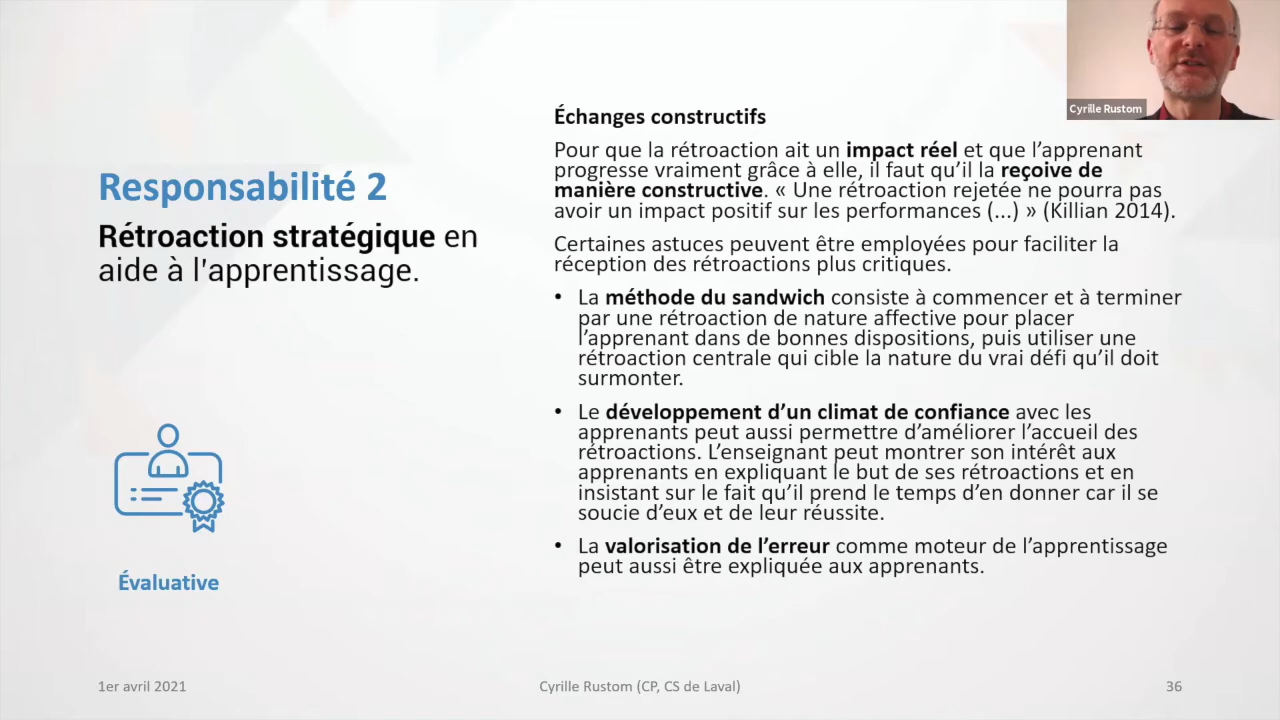 Cyrille Rustom
Responsabilité 2
Rétroaction stratégique en
aide à l'apprentissage.
Évaluative
Échanges constructifs
Pour que la rétroaction ait un impact réel et que l’apprenant
progresse vraiment grâce à elle, il faut qu’il la reçoive de
manière constructive. « Une rétroaction rejetée ne pourra pas
avoir un impact positif sur les performances (...) » (Killian 2014).
Certaines astuces peuvent être employées pour faciliter la
réception des rétroactions plus critiques.
• La méthode du sandwich consiste à commencer et à terminer
par une rétroaction de nature affective pour placer
l’apprenant dans de bonnes dispositions, puis utiliser une
rétroaction centrale qui cible la nature du vrai défi qu’il doit
surmonter.
• Le développement d’un climat de confiance avec les
apprenants peut aussi permettre d’améliorer l’accueil des
rétroactions. L’enseignant peut montrer son intérêt aux
apprenants en expliquant le but de ses rétroactions et en
insistant sur le fait qu’il prend le temps d’en donner car il se
soucie d’eux et de leur réussite.
• La valorisation de l’erreur comme moteur de l’apprentissage
peut aussi être expliquée aux apprenants.
1er avril 2021
Cyrille Rustom (CP, CS de Laval)
36